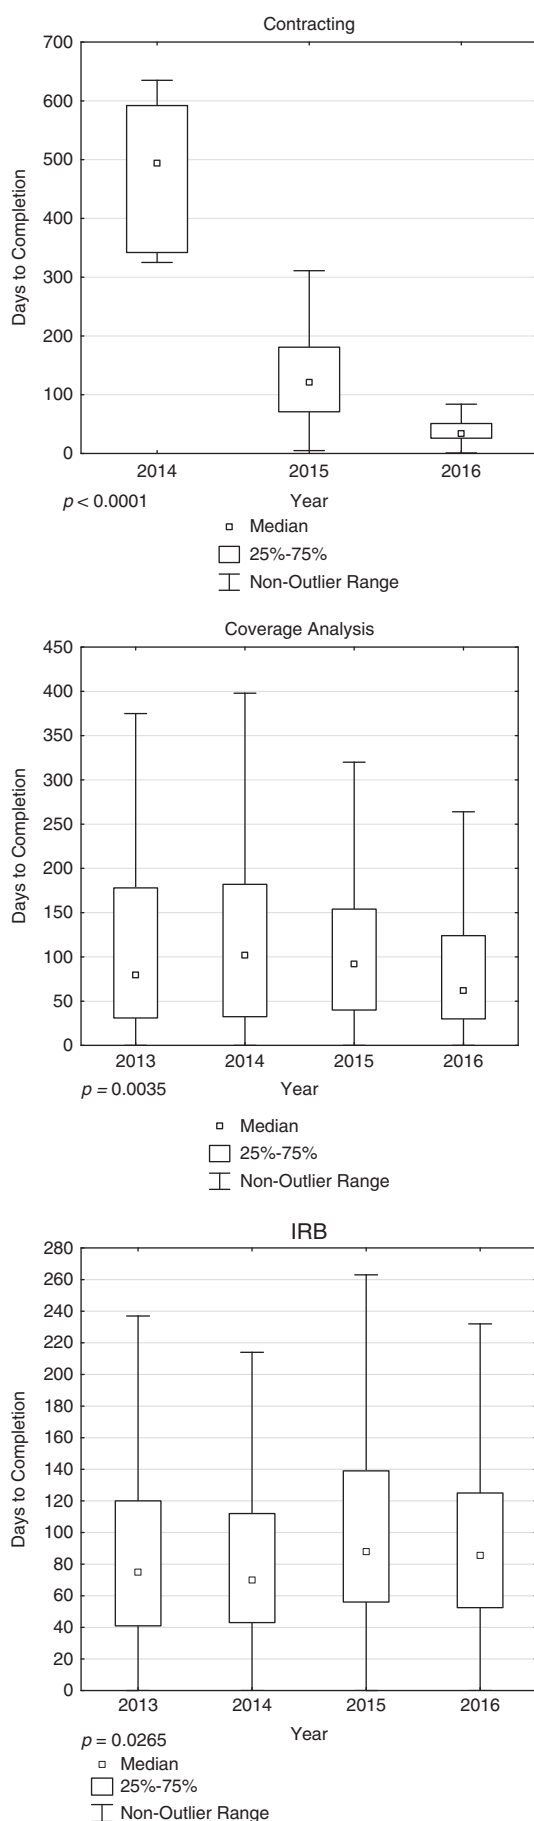 Contracting
700
600
500
400
300
200
100
0
Days to Completion
2014 2015 2016
p < 0.0001 Year
Median
25%-75%
Non-Outlier Range
Coverage Analysis
450
400
350
300
250
200
150
100
50
0
Days to Completion
2013 2014 2015 2016
p = 0.0035 Year
Median
25%-75%
Non-Outlier Range
IRB
280
260
240
220
200
180
160
140
120
100
80
60
40
20
0
Days to Completion
2013 2014 2015 2016
p = 0.0265 Year
Median
25%-75%
Non-Outlier Range